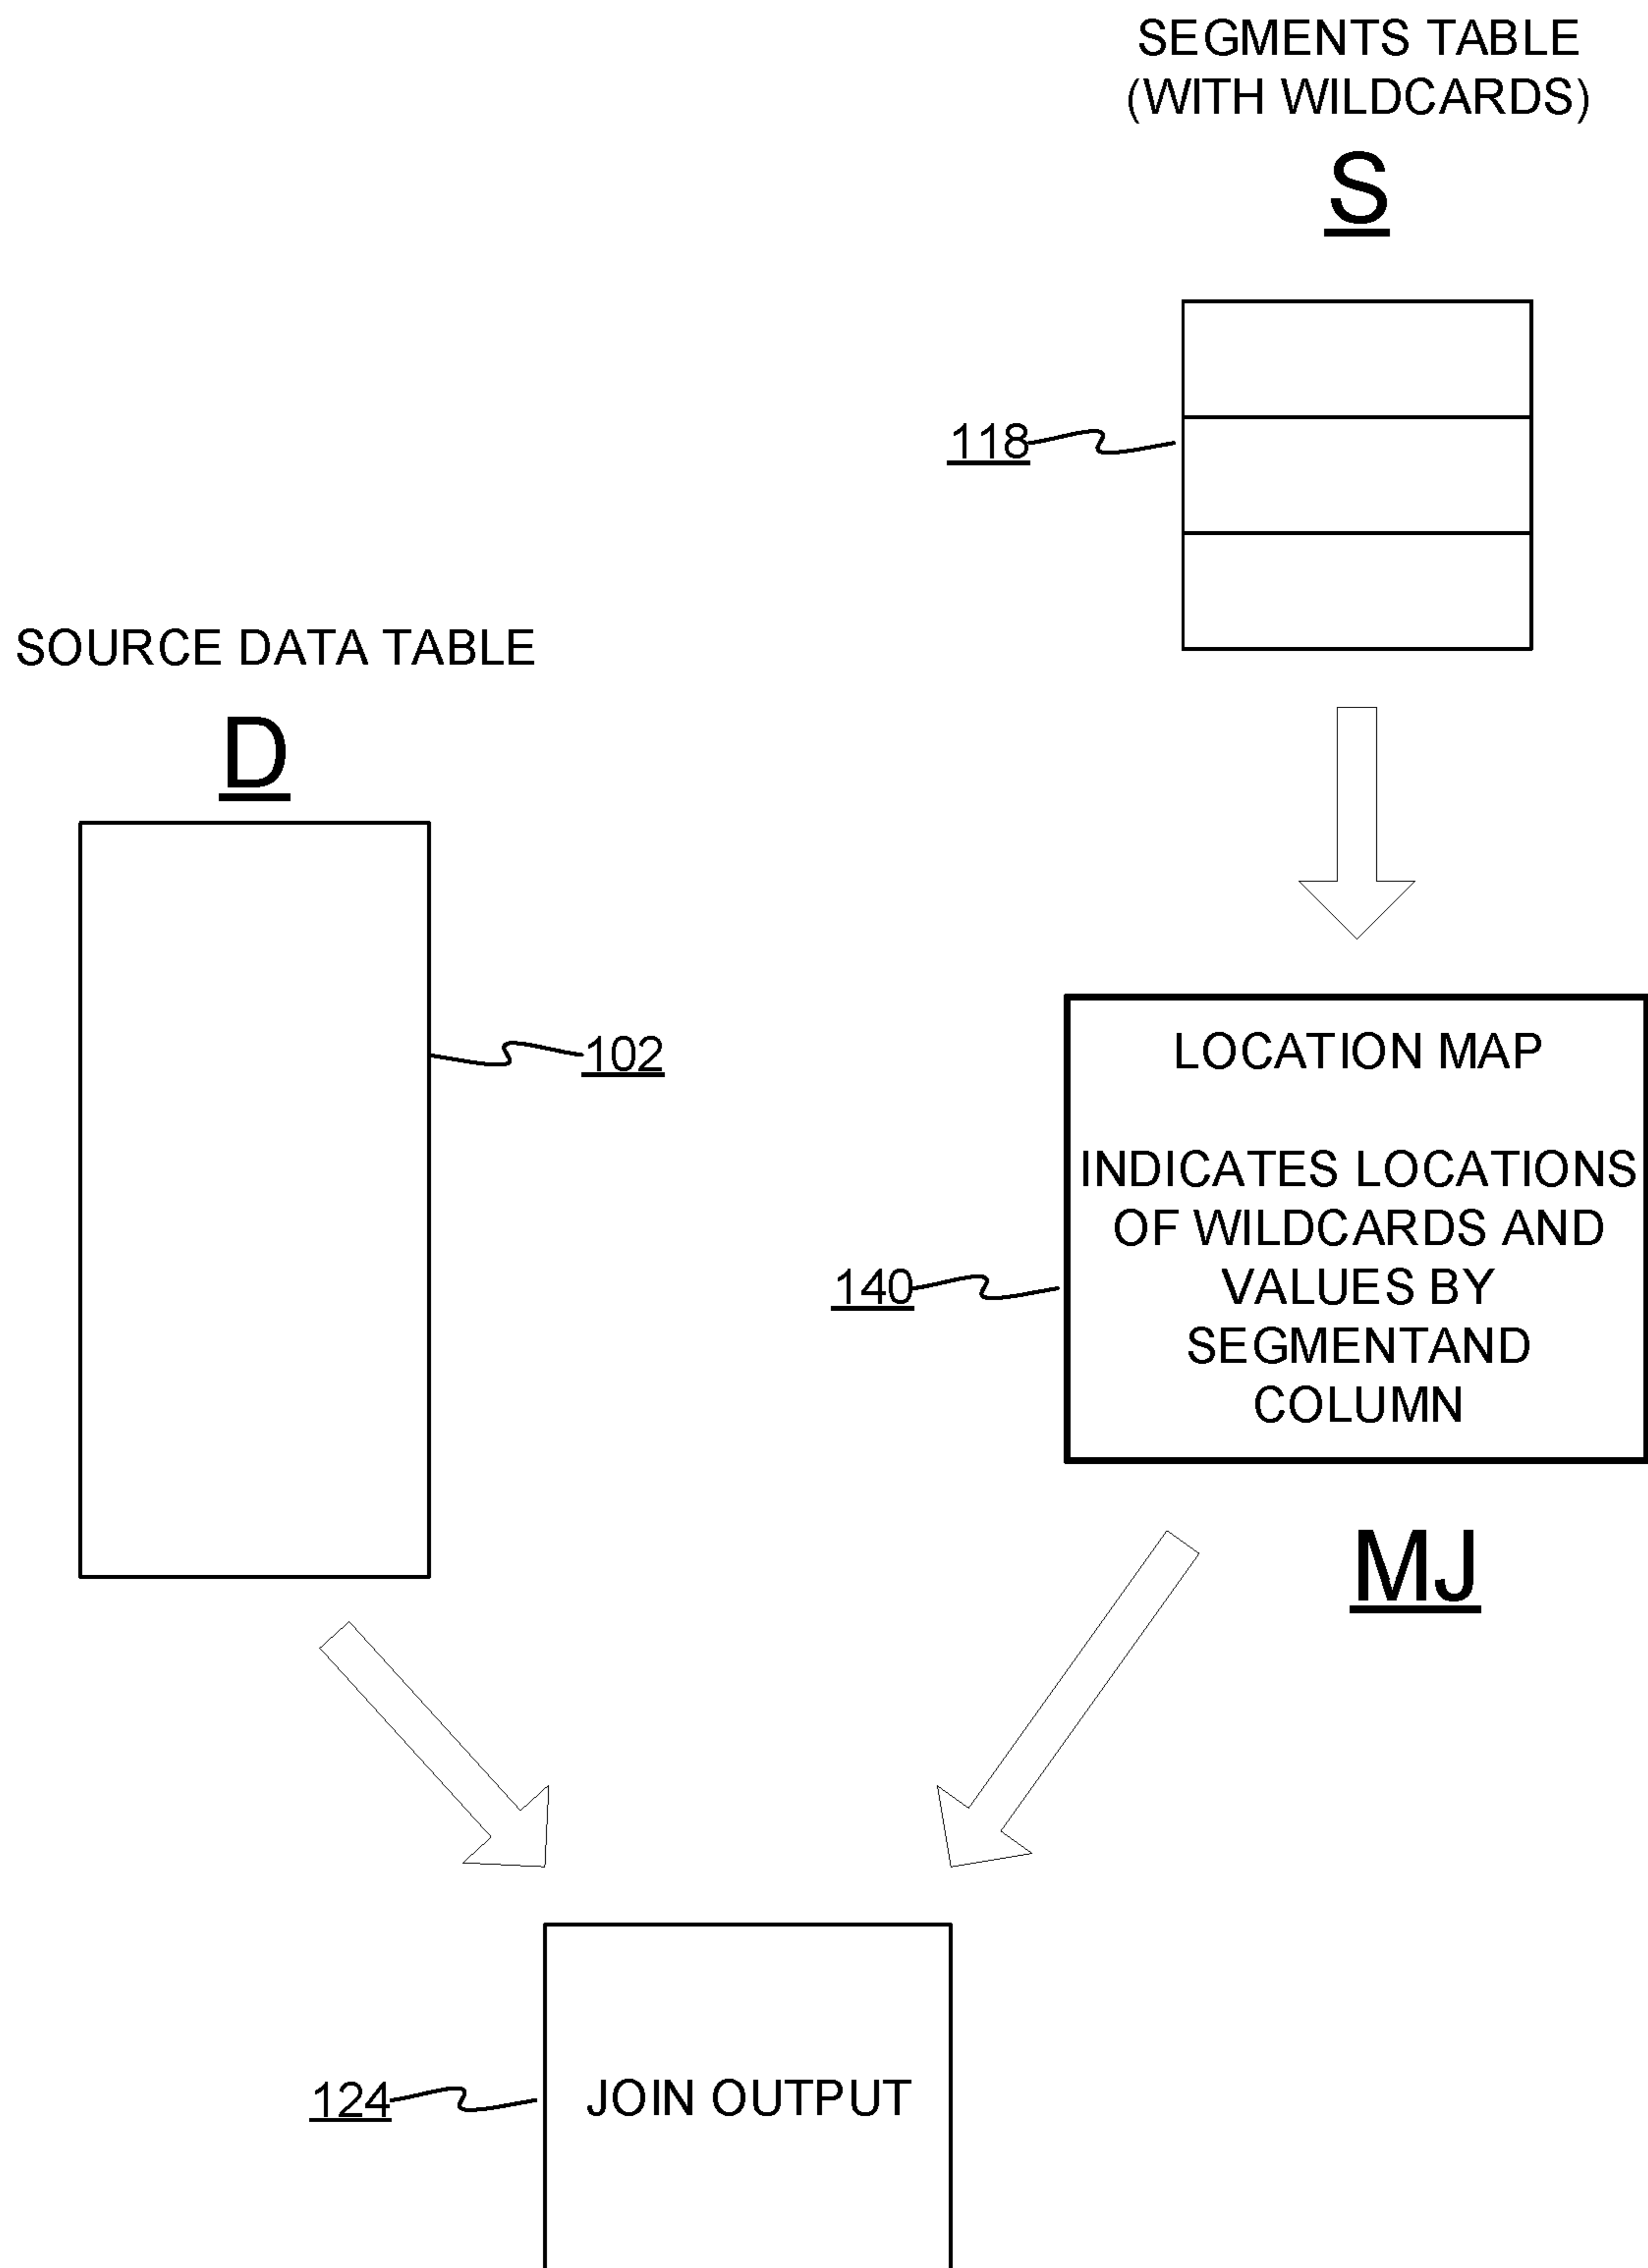 SEGMENTS TABLE
(WITH WILDCARDS)
S
118
SOURCE DATA TABLE
D
102
LOCATION MAP
INDICATES LOCATIONS
OF WILDCARDS AND
VALUES BY
SEGMENTAND
COLUMN
140
MJ
124
JOIN OUTPUT